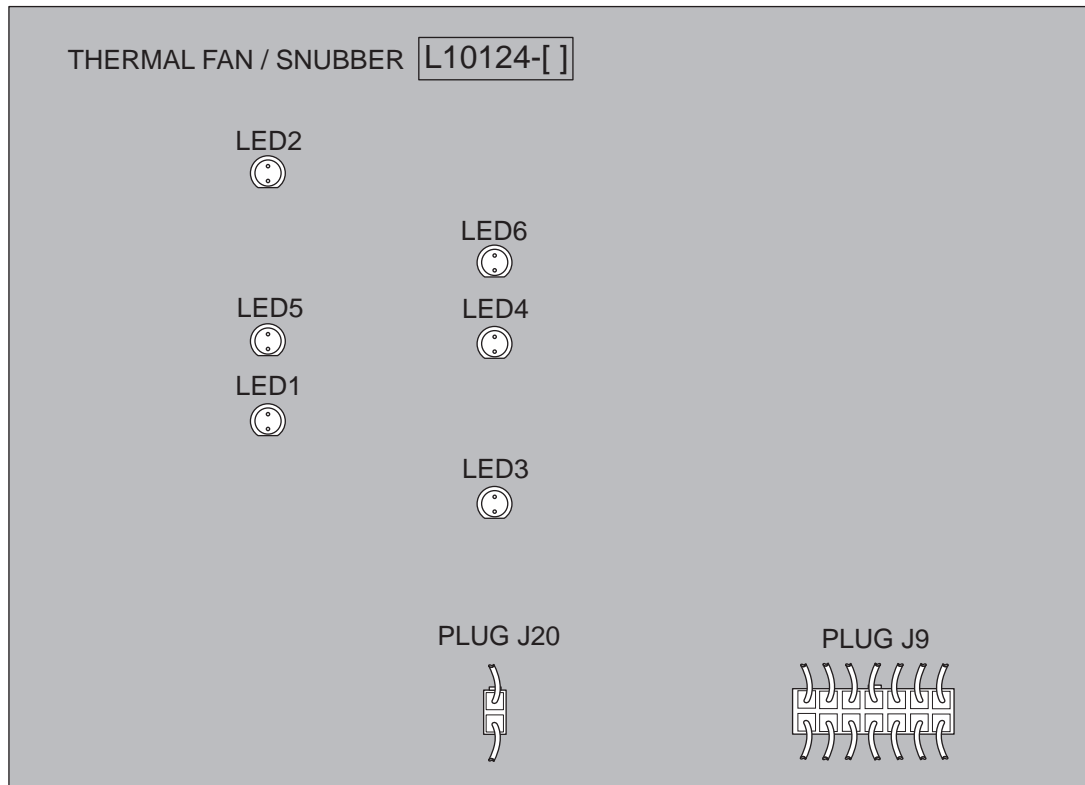 THERMAL FAN / SNUBBER L10124-[ ]
LED2
LED6
LED5
LED4
LED1
LED3
PLUG J20
PLUG J9